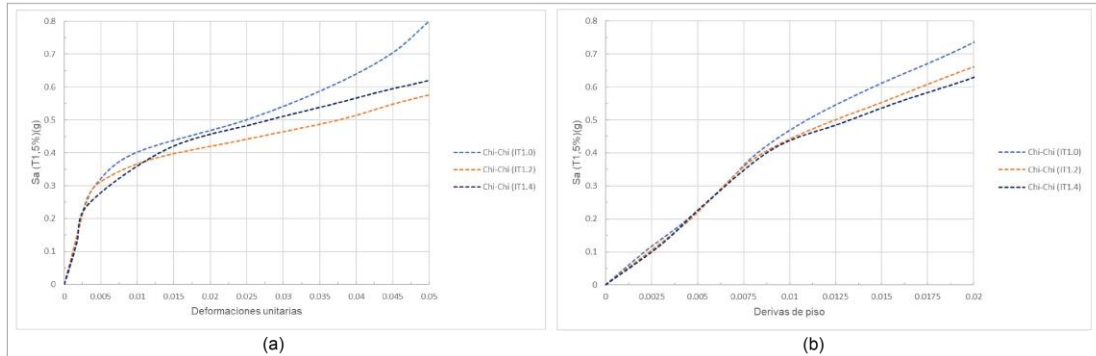 0.8
0.7
0.6
0.5
0.4
0.3
0.2
0.1
0
Sa (T1,5%)(g)
0 0.005 0.01 0.015 0.02 0.025 0.03 0.035 0.04 0.045 0.05
Deformaciones unitarias
Chi-Chi (IT1.0)
Chi-Chi (IT1.2)
Chi-Chi (IT1.4)
(a)
0.8
0.7
0.6
0.5
0.4
0.3
0.2
0.1
0
Sa (T1,5%)(g)
0 0.0025 0.005 0.0075 0.01 0.0125 0.015 0.0175 0.02
Derivas de piso
Chi-Chi (IT1.0)
Chi-Chi (IT1.2)
Chi-Chi (IT1.4)
(b)